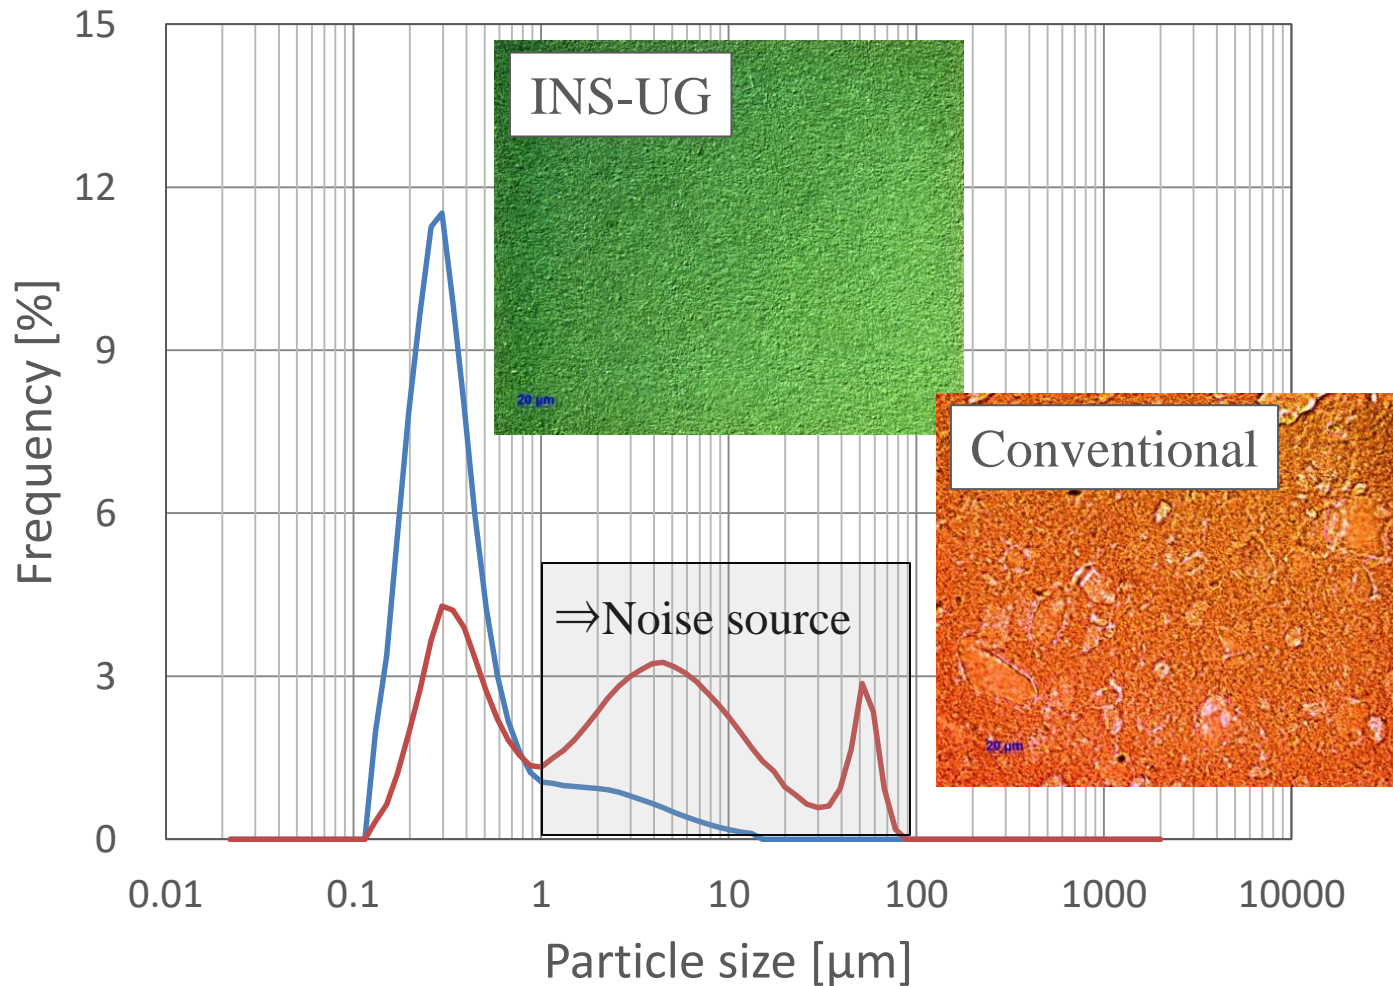 15
INS-UG
12
9
20 µm
Conventional
6
Frequency [%]
⇒Noise source
20 µm
3
0
0.01 0.1 1 10 100 1000 10000
Particle size [µm]